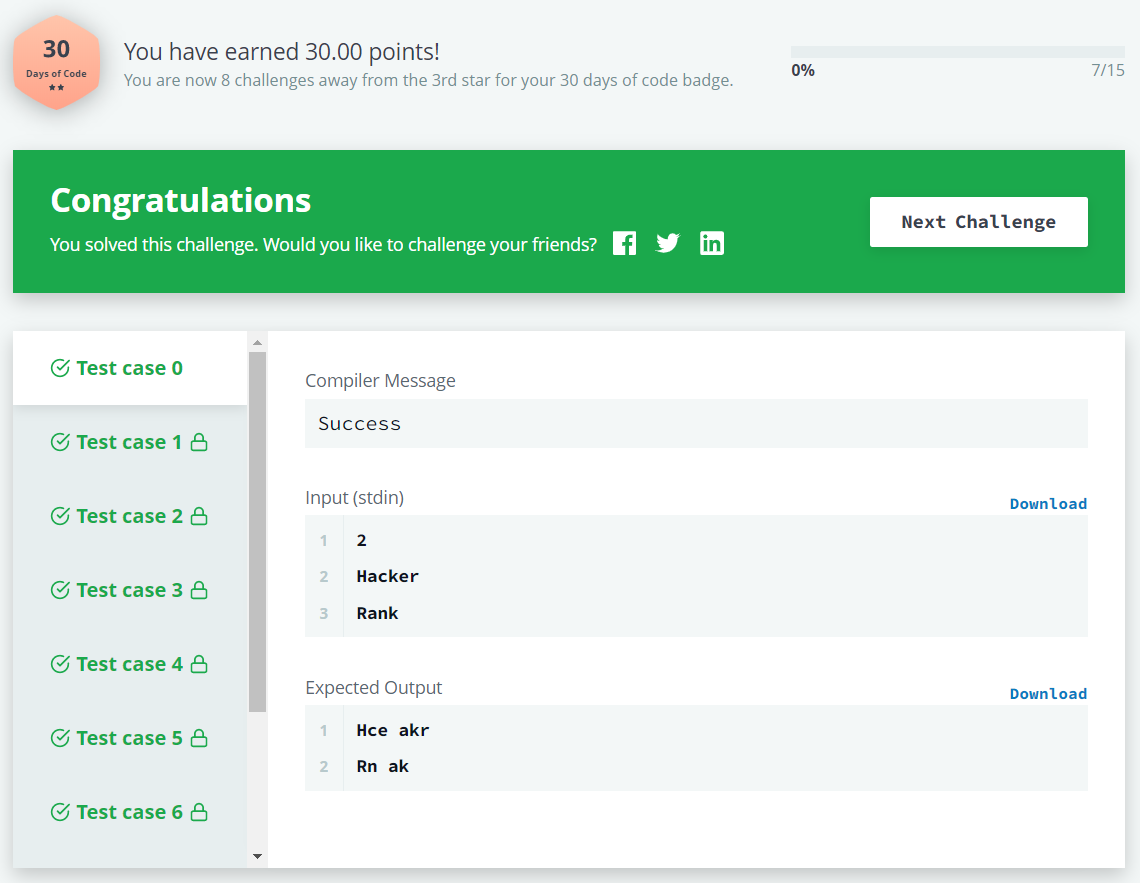 30
Days of Code
You have earned 30.00 points!
You are now 8 challenges away from the 3rd star for your 30 days of code badge.
0% 7/15
Congratulations
You solved this challenge. Would you like to challenge your friends?
Next Challenge
Test case 0
Test case 1
Test case 2
Test case 3
Test case 4
Test case 5
Test case 6
Compiler Message
Success
Input (stdin) Download
1 2
2 Hacker
3 Rank
Expected Output Download
1 Hce akr
2 Rn ak